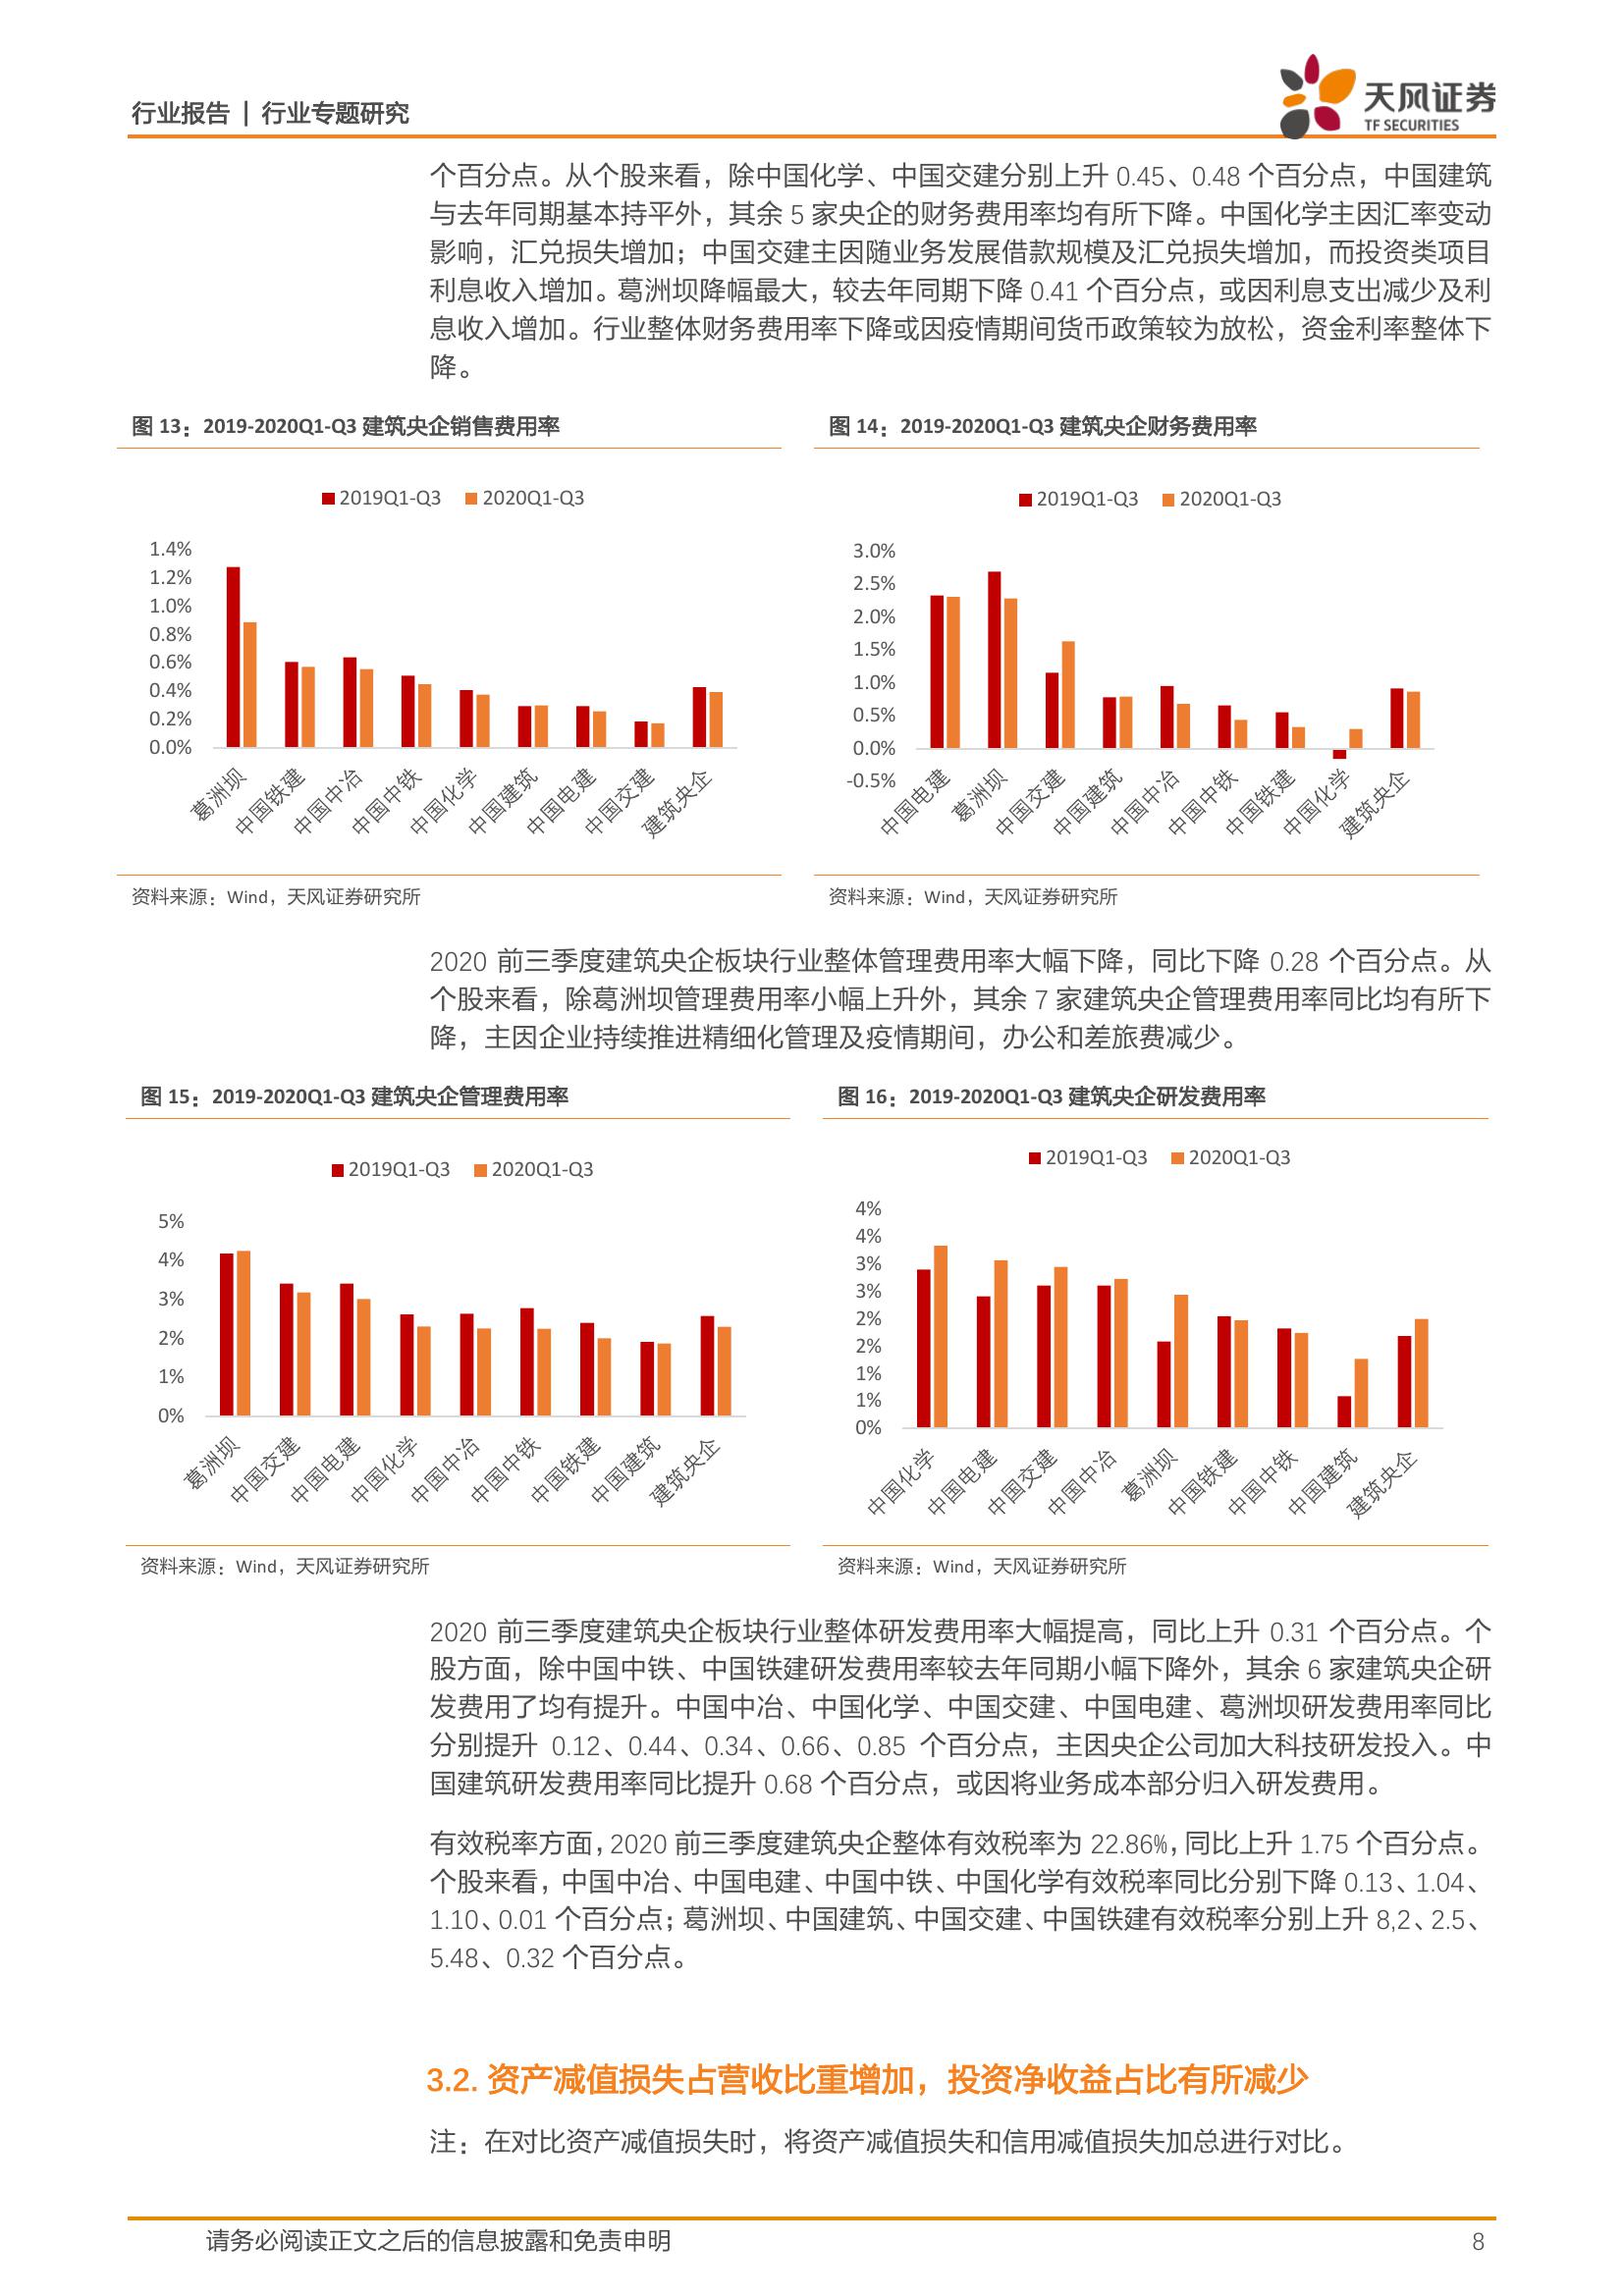 行业报告 | 行业专题研究
天风证券
TF SECURITIES
个百分点。从个股来看，除中国化学、中国交建分别上升 0.45、0.48 个百分点，中国建筑
与去年同期基本持平外，其余 5 家央企的财务费用率均有所下降。中国化学主因汇率变动
影响，汇兑损失增加；中国交建主因随业务发展借款规模及汇兑损失增加，而投资类项目
利息收入增加。葛洲坝降幅最大，较去年同期下降 0.41 个百分点，或因利息支出减少及利
息收入增加。行业整体财务费用率下降或因疫情期间货币政策较为放松，资金利率整体下
降。
图 13：2019-2020Q1-Q3 建筑央企销售费用率
2019Q1-Q3 2020Q1-Q3
1.4%
1.2%
1.0%
0.8%
0.6%
0.4%
0.2%
0.0%
葛洲坝 中国铁建 中国中冶 中国中铁 中国化学 中国建筑 中国电建 中国交建 建筑央企
资料来源：Wind，天风证券研究所
图 14：2019-2020Q1-Q3 建筑央企财务费用率
2019Q1-Q3 2020Q1-Q3
3.0%
2.5%
2.0%
1.5%
1.0%
0.5%
0.0%
-0.5%
中国电建 葛洲坝 中国交建 中国建筑 中国中冶 中国中铁 中国铁建 中国化学 建筑央企
资料来源：Wind，天风证券研究所
2020 前三季度建筑央企板块行业整体管理费用率大幅下降，同比下降 0.28 个百分点。从
个股来看，除葛洲坝管理费用率小幅上升外，其余 7 家建筑央企管理费用率同比均有所下
降，主因企业持续推进精细化管理及疫情期间，办公和差旅费减少。
图 15：2019-2020Q1-Q3 建筑央企管理费用率
2019Q1-Q3 2020Q1-Q3
5%
4%
3%
2%
1%
0%
葛洲坝 中国交建 中国电建 中国化学 中国中冶 中国中铁 中国铁建 中国建筑 建筑央企
资料来源：Wind，天风证券研究所
图 16：2019-2020Q1-Q3 建筑央企研发费用率
2019Q1-Q3 2020Q1-Q3
4%
4%
3%
3%
2%
2%
1%
1%
0%
中国化学 中国电建 中国交建 中国中冶 葛洲坝 中国铁建 中国中铁 中国建筑 建筑央企
资料来源：Wind，天风证券研究所
2020 前三季度建筑央企板块行业整体研发费用率大幅提高，同比上升 0.31 个百分点。个
股方面，除中国中铁、中国铁建研发费用率较去年同期小幅下降外，其余 6 家建筑央企研
发费用了均有提升。中国中冶、中国化学、中国交建、中国电建、葛洲坝研发费用率同比
分别提升 0.12、0.44、0.34、0.66、0.85 个百分点，主因央企公司加大科技研发投入。中
国建筑研发费用率同比提升 0.68 个百分点，或因将业务成本部分归入研发费用。
有效税率方面，2020 前三季度建筑央企整体有效税率为 22.86%，同比上升 1.75 个百分点。
个股来看，中国中冶、中国电建、中国中铁、中国化学有效税率同比分别下降 0.13、1.04、
1.10、0.01 个百分点；葛洲坝、中国建筑、中国交建、中国铁建有效税率分别上升 8,2、2.5、
5.48、0.32 个百分点。
3.2. 资产减值损失占营收比重增加，投资净收益占比有所减少
注：在对比资产减值损失时，将资产减值损失和信用减值损失加总进行对比。
请务必阅读正文之后的信息披露和免责申明
8